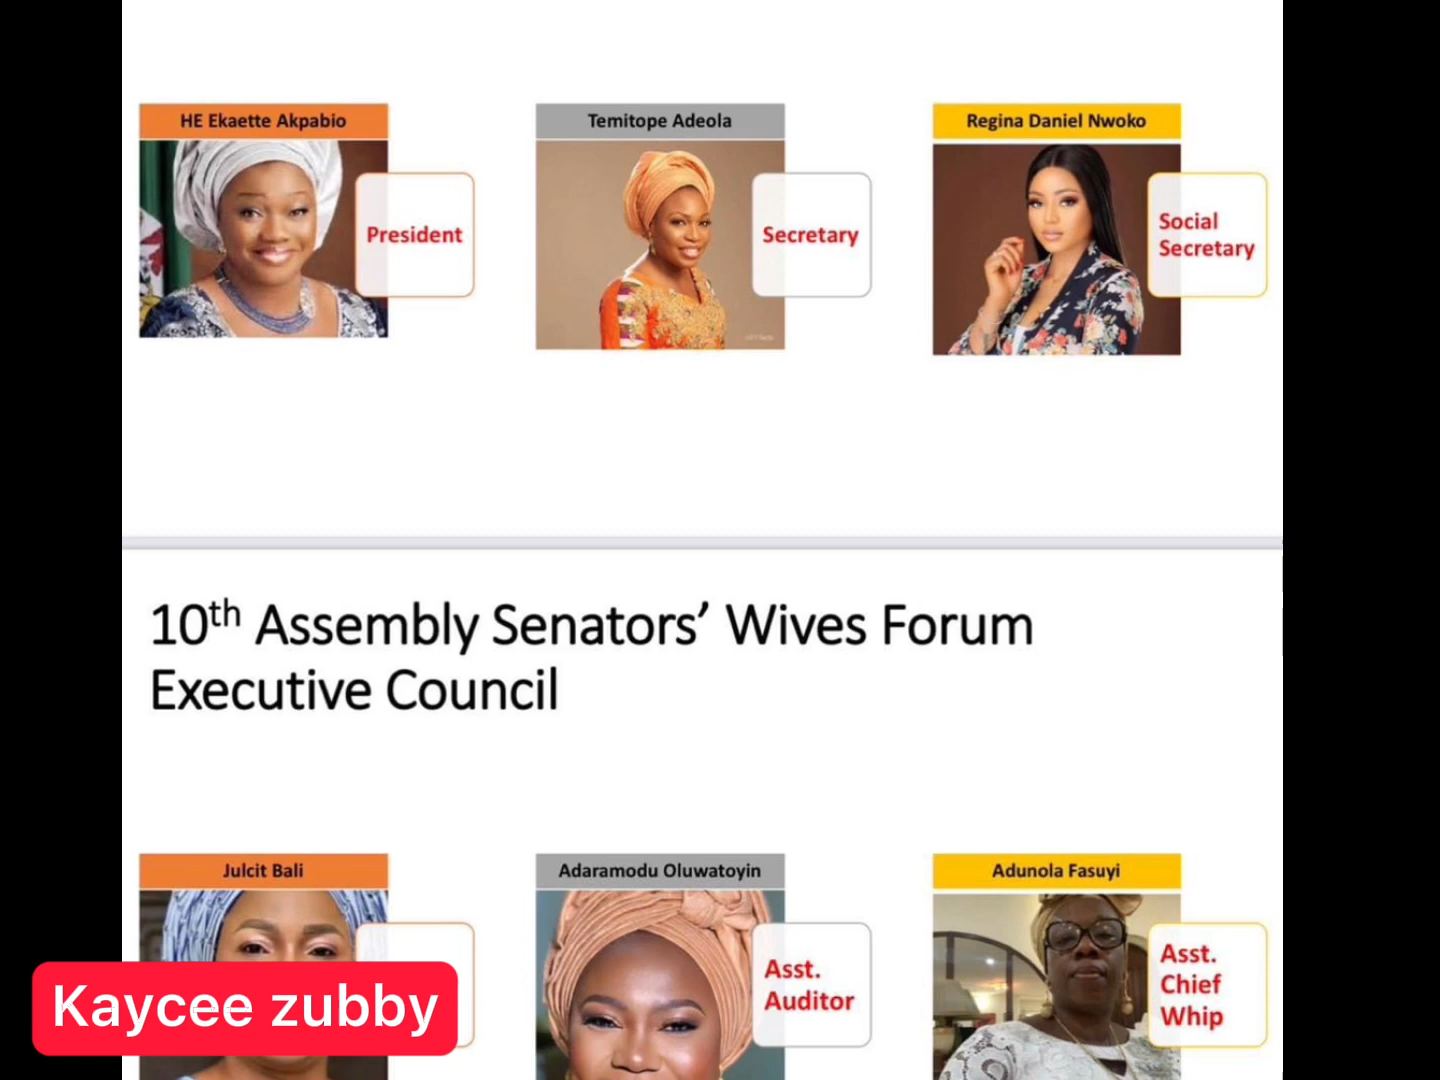 HE Ekaette Akpabio
President
Temitope Adeola
Secretary
Regina Daniel Nwoko
Social
Secretary
10th Assembly Senators’ Wives Forum
Executive Council
Julcit Bali
Adaramodu Oluwatoyin
Asst.
Auditor
Adunola Fasuyi
Asst.
Chief
Whip
Kaycee zubby